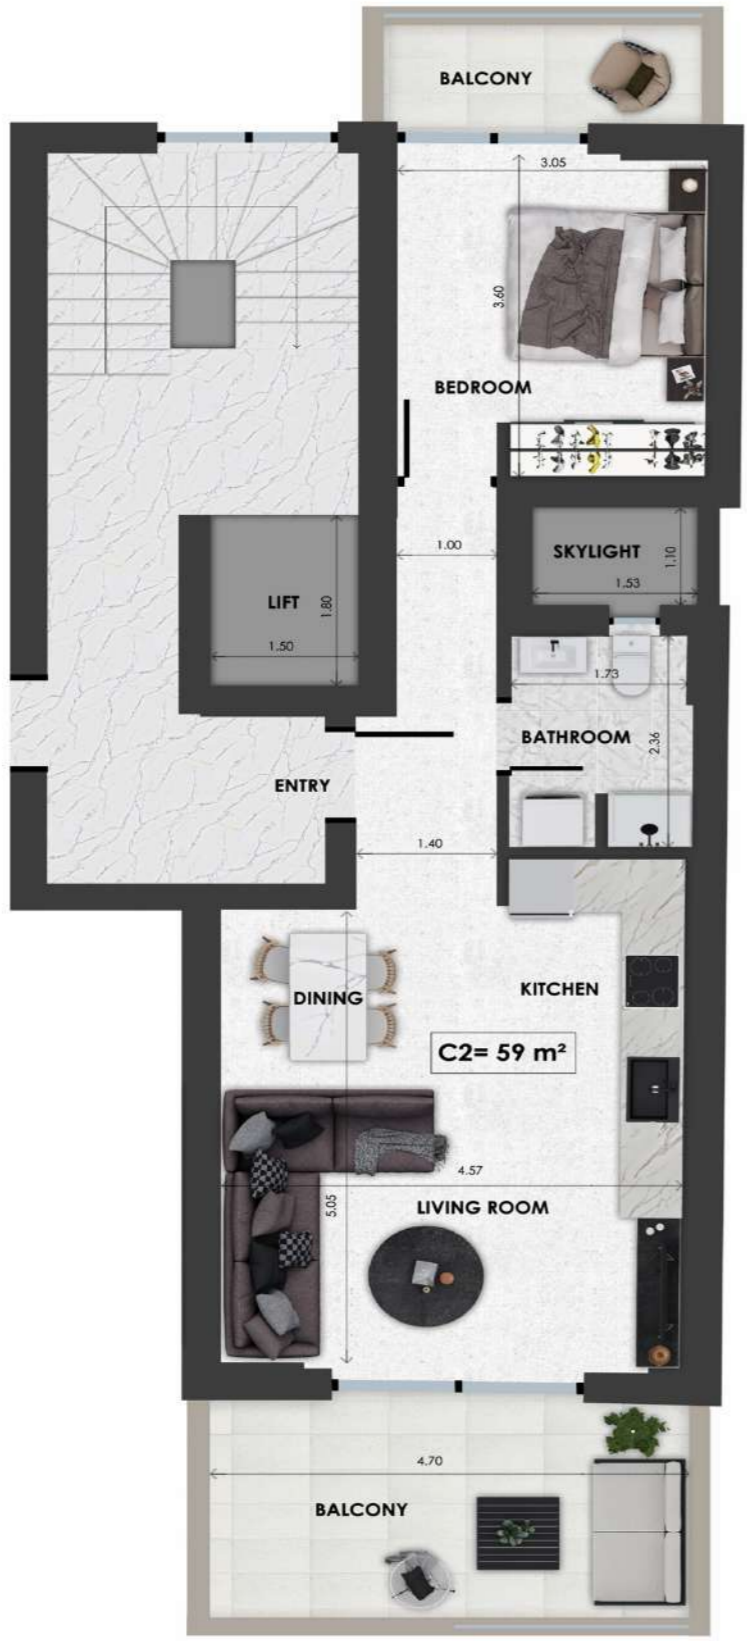 BALCONY
3.05
3.60
BEDROOM
1.00
SKYLIGHT
1.10
1.53
LIFT
1.80
1.50
1.73
BATHROOM
2.36
ENTRY
1.40
KITCHEN
DINING
C2= 59 m²
4.57
5.05
LIVING ROOM
4.70
BALCONY